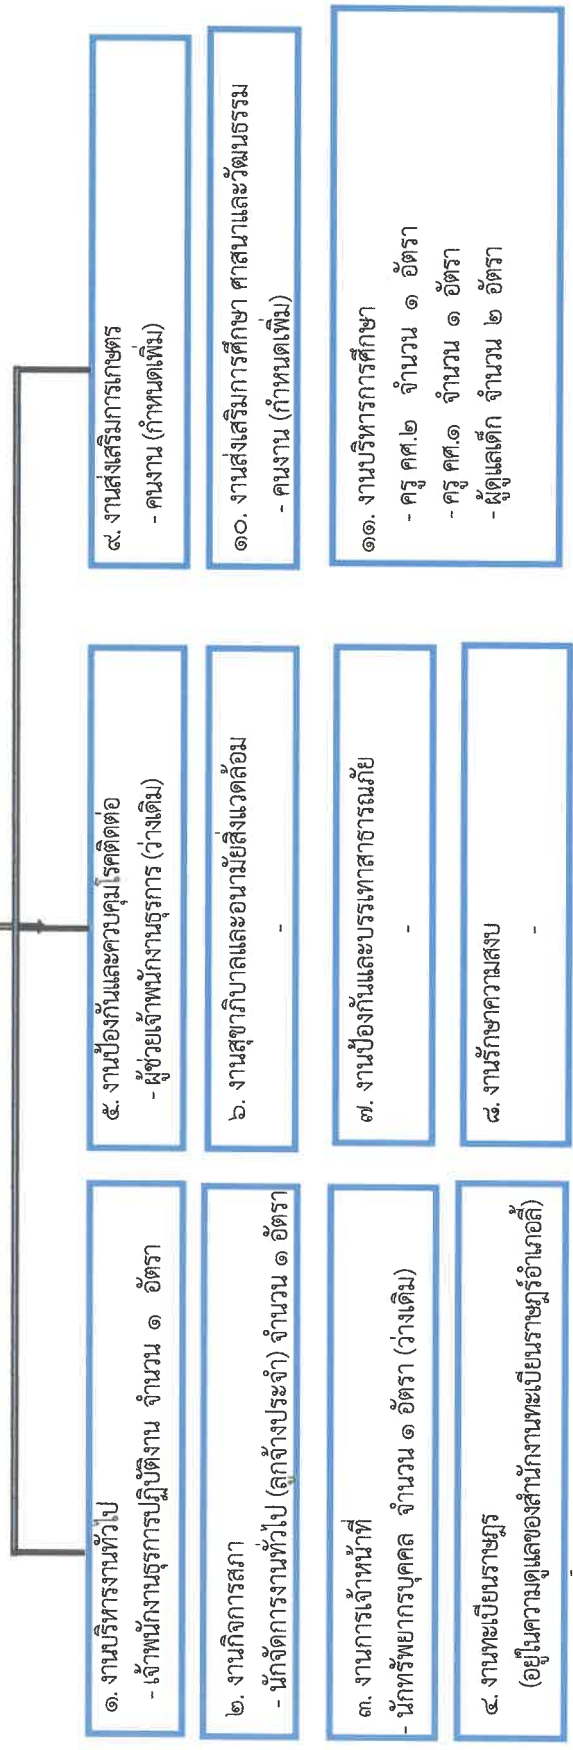 ๑. งานบริหารงานทั่วไป
- เจ้าพนักงานธุรการปฏิบัติงาน จำนวน ๑ อัตรา
๒. งานกิจการสภา
- นักจัดการงานทั่วไป (ลูกจ้างประจำ) จำนวน ๑ อัตรา
๓. งานการเจ้าหน้าที่
- นักทรัพยากรบุคคล จำนวน ๑ อัตรา (ว่างเดิม)
๔. งานทะเบียนราษฎร
(อยู่ในความดูแลของสำนักงานทะเบียนราษฎร์อำเภอลี้)
๕. งานป้องกันและควบคุมโรคติดต่อ
- ผู้ช่วยเจ้าพนักงานธุรการ (ว่างเดิม)
๖. งานสุขาภิบาลและอนามัยสิ่งแวดล้อม
-
๗. งานป้องกันและบรรเทาสาธารณภัย
-
๘. งานรักษาความสงบ
-
๙. งานส่งเสริมการเกษตร
- คนงาน (กำหนดเพิ่ม)
๑๐. งานส่งเสริมการศึกษา ศาสนาและวัฒนธรรม
- คนงาน (กำหนดเพิ่ม)
๑๑. งานบริหารการศึกษา
- ครู คศ.๒ จำนวน ๑ อัตรา
- ครู คศ.๑ จำนวน ๑ อัตรา
- ผู้ดูแลเด็ก จำนวน ๒ อัตรา